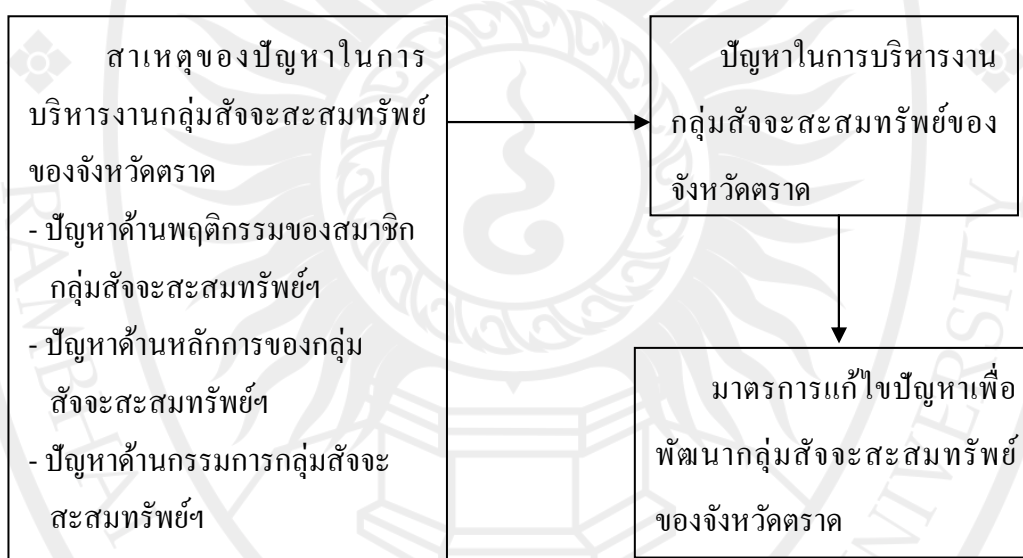 สาเหตุของปัญหาในการ
บริหารงานกลุ่มสัจจะสะสมทรัพย์
ของจังหวัดตราด
- ปัญหาด้านพฤติกรรมของสมาชิก
กลุ่มสัจจะสะสมทรัพย์ฯ
- ปัญหาด้านหลักการของกลุ่ม
สัจจะสะสมทรัพย์ฯ
- ปัญหาด้านกรรมการกลุ่มสัจจะ
สะสมทรัพย์ฯ
ปัญหาในการบริหารงาน
กลุ่มสัจจะสะสมทรัพย์ของ
จังหวัดตราด
มาตรการแก้ไขปัญหาเพื่อ
พัฒนากลุ่มสัจจะสะสมทรัพย์
ของจังหวัดตราด